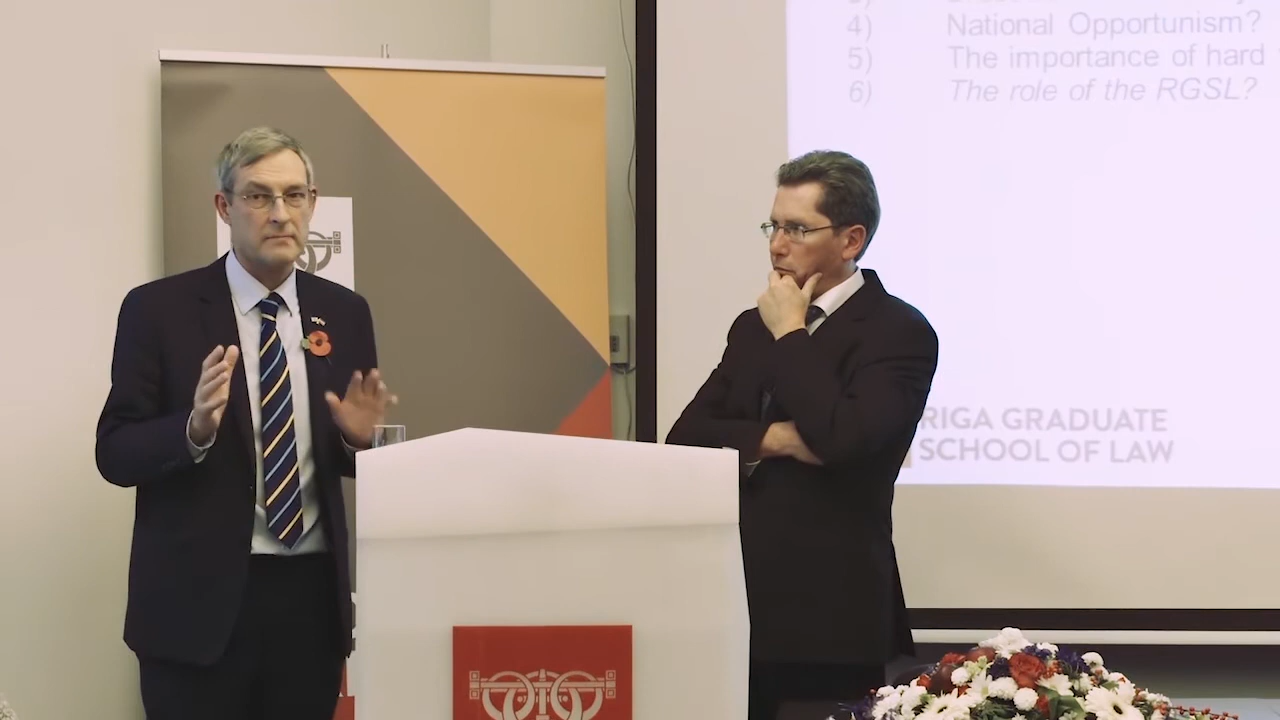 4) National Opportunism?
5) The importance of hard
6) The role of the RGSL?
RIGA GRADUATE
SCHOOL OF LAW